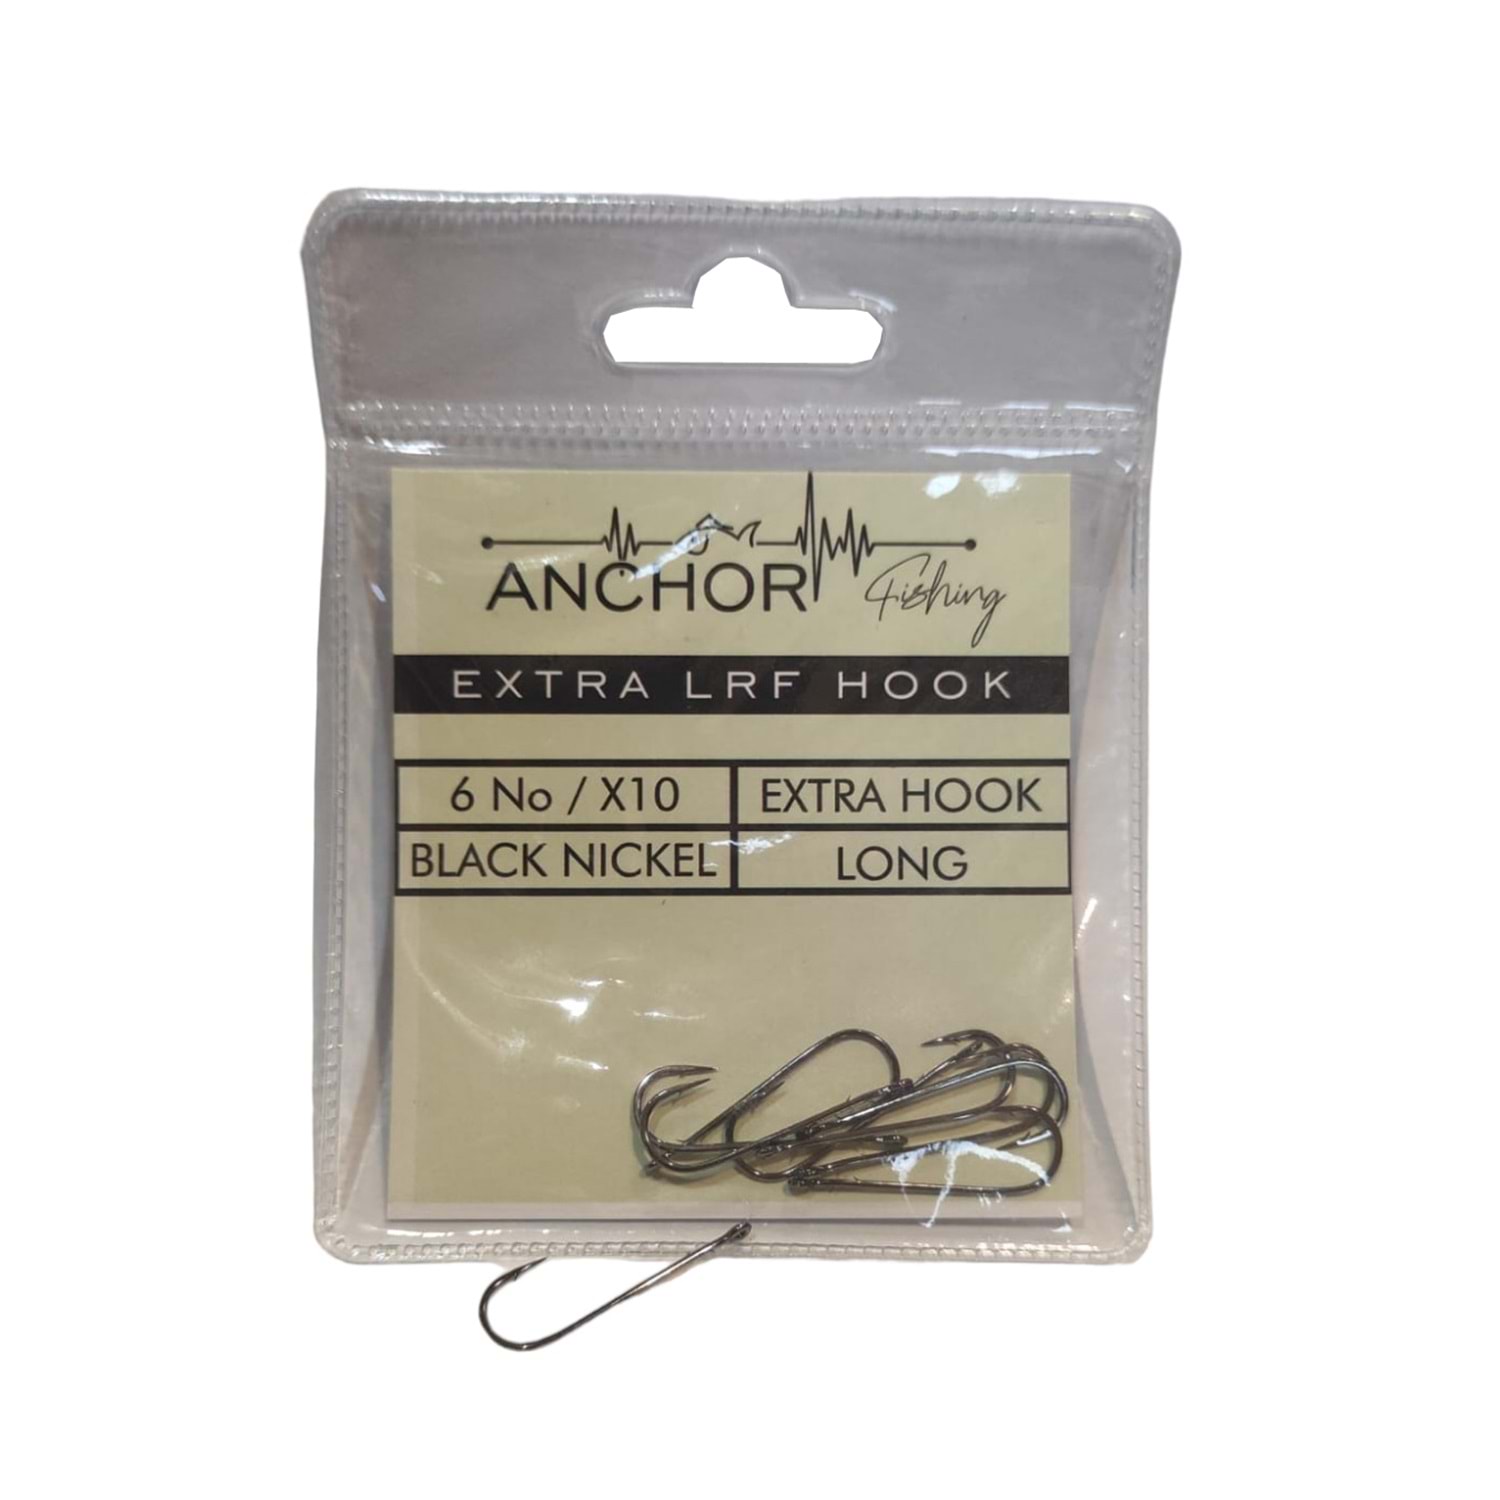 ANCHOR Fishing
EXTRA LRF HOOK
6 No / X10 EXTRA HOOK
BLACK NICKEL LONG